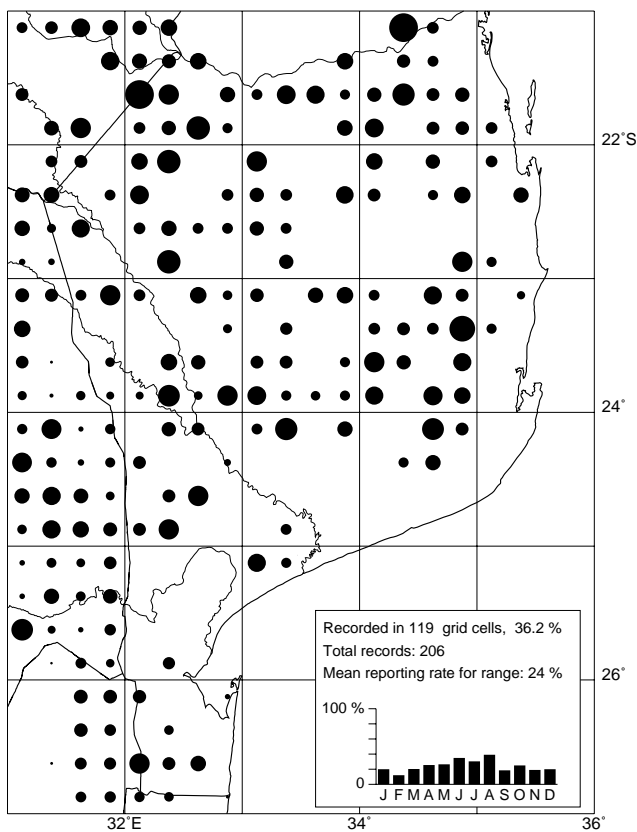 22°S
24°
Recorded in 119 grid cells, 36.2 %
Total records: 206
Mean reporting rate for range: 24 %
26°
100 %
0
J F M A M J J A S O N D
32°E 34° 36°